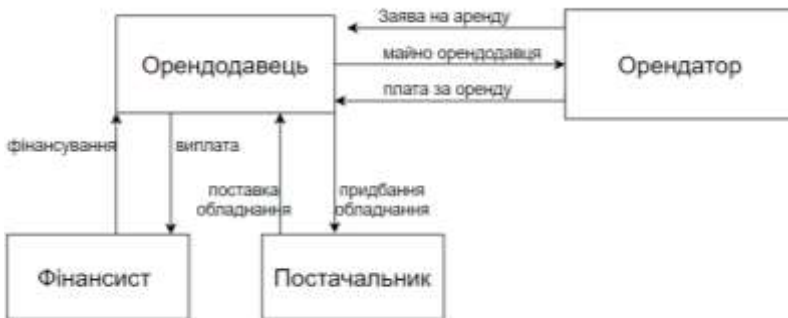 Заява на аренду
Орендодавець
майно орендодавця
Орендатор
плата за оренду
фінансування
виплата
поставка
обладнання
придбання
обладнання
Фінансист
Постачальник